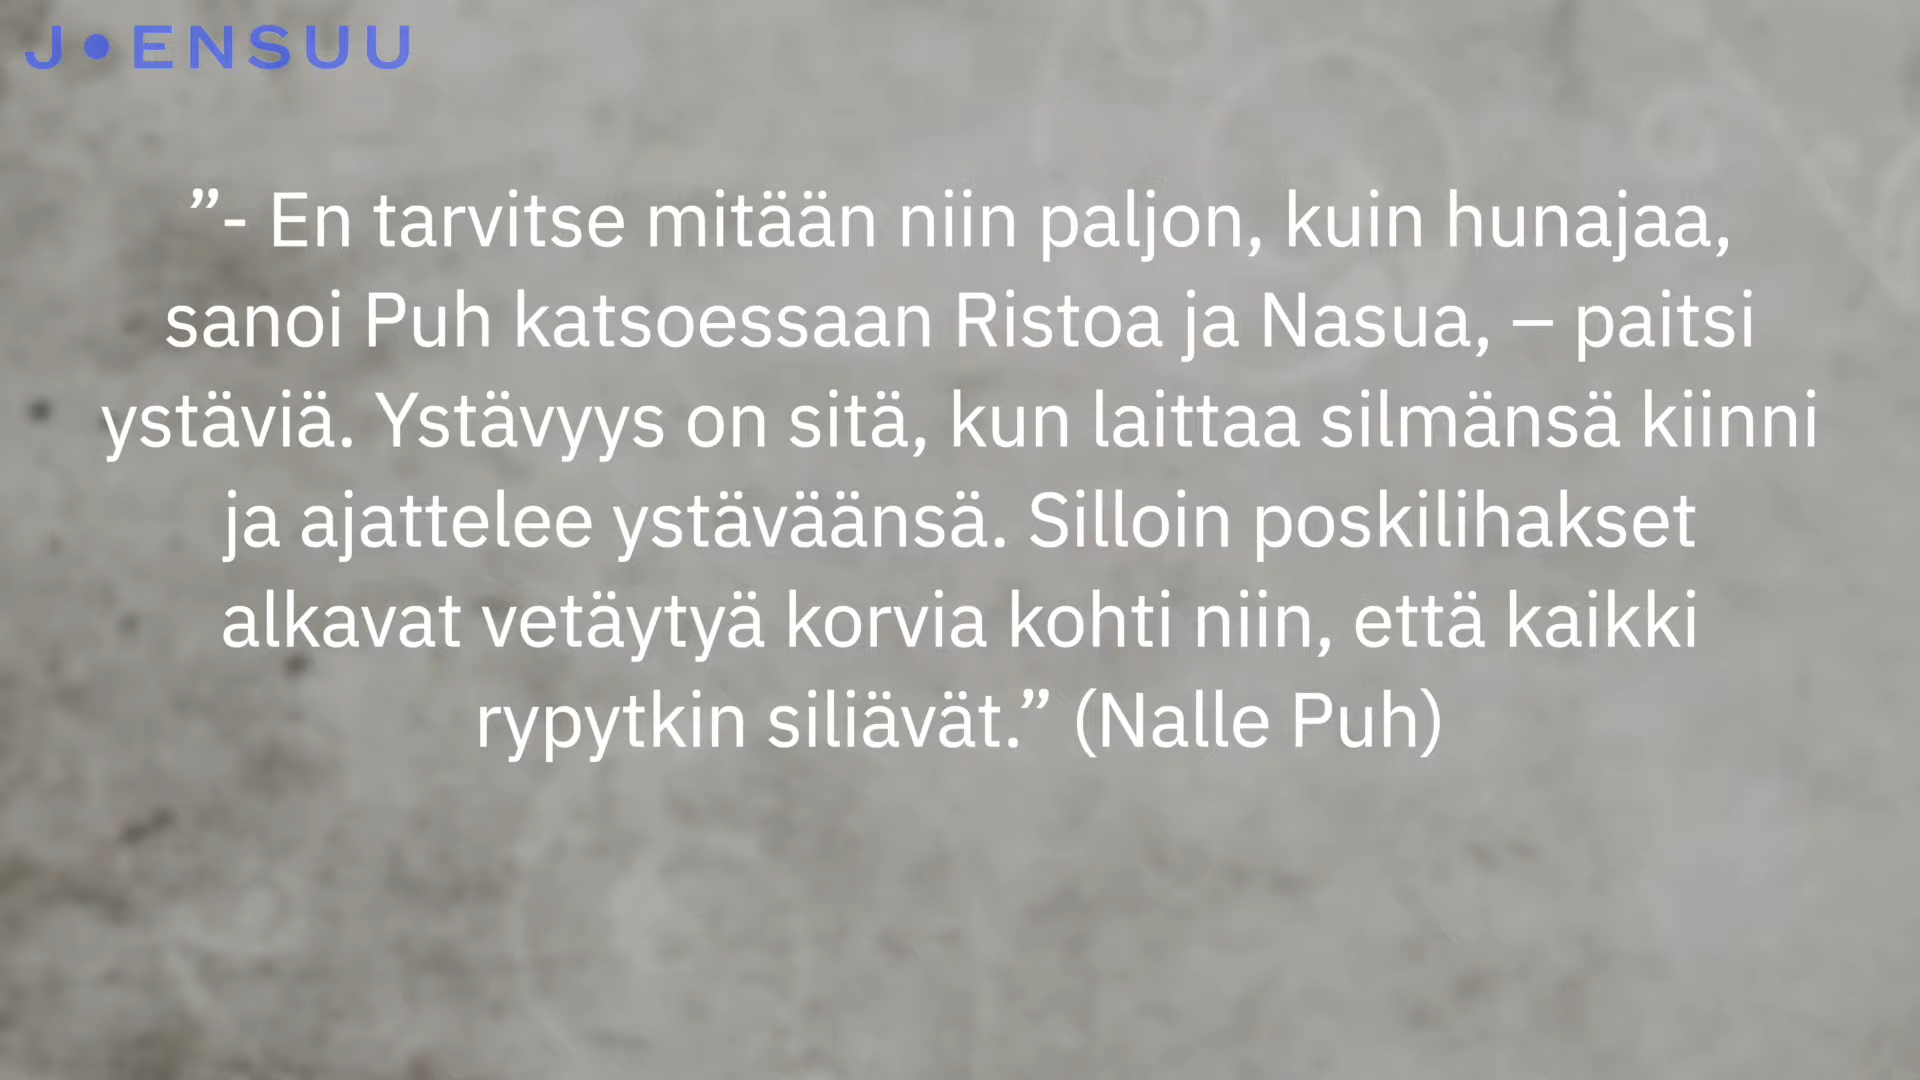 J•ENSUU
”- En tarvitse mitään niin paljon, kuin hunajaa,
sanoi Puh katsoessaan Ristoa ja Nasua, – paitsi
ystäviä. Ystävyys on sitä, kun laittaa silmänsä kiinni
ja ajattelee ystäväänsä. Silloin poskilihakset
alkavat vetäytyä korvia kohti niin, että kaikki
rypytkin siliävät.” (Nalle Puh)